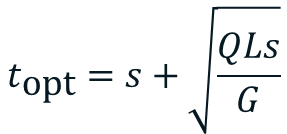 t_opt = s + √(QLs/G)